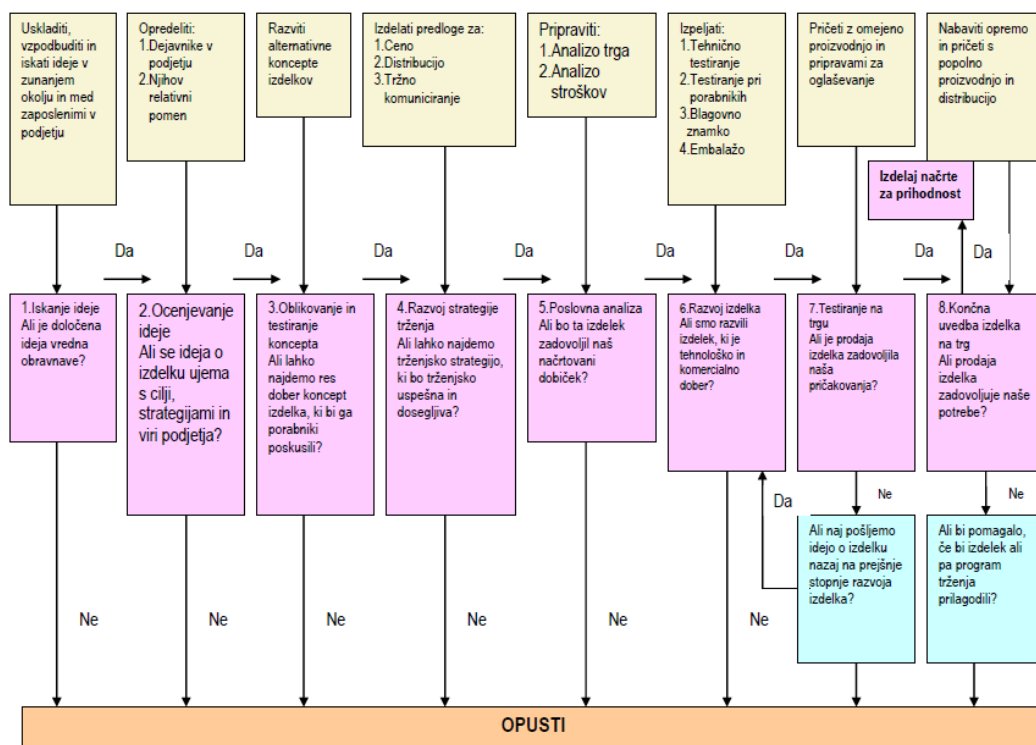 Uskladiti,
vzpodbuditi in
iskati ideje v
zunanjem
okolju in med
zaposlenimi v
podjetju
Opredeliti:
1.Dejavnike v
podjetju
2.Njihov
relativni
pomen
Razviti
alternativne
koncepte
izdelkov
Izdelati predloge za:
1.Ceno
2.Distribucijo
3.Tržno
komuniciranje
Pripraviti:
1.Analizo trga
2.Analizo
stroškov
Izpeljati:
1.Tehnično
testiranje
2.Testiranje pri
porabnikih
3.Blagovno
znamko
4.Embalažo
Pričeti z omejeno
proizvodnjo in
pripravami za
oglaševanje
Nabaviti opremo
in pričeti s
popolno
proizvodnjo in
distribucijo
Izdelaj načrte
za prihodnost
Da
Da
Da
Da
Da
Da
Da
Da
1.Iskanje ideje
Ali je določena
ideja vredna
obravnave?
2.Ocenjevanje
ideje
Ali se ideja o
izdelku ujema
s cilji,
strategijami in
viri podjetja?
3.Oblikovanje in
testiranje
koncepta
Ali lahko
najdemo res
dober koncept
izdelka, ki bi ga
porabniki
poskusili?
4.Razvoj strategije
trženja
Ali lahko najdemo
trženjsko strategijo,
ki bo trženjsko
uspešna in
dosegljiva?
5.Poslovna analiza
Ali bo ta izdelek
zadovoljil naš
načrtovani
dobiček?
6.Razvoj izdelka
Ali smo razvili
izdelek, ki je
tehnološko in
komercialno
dober?
7.Testiranje na
trgu
Ali je prodaja
izdelka zadovoljila
naša
pričakovanja?
8.Končna
uvedba izdelka
na trg
Ali prodaja
izdelka
zadovoljuje naše
potrebe?
Da
Ne
Ne
Ali naj pošljemo
idejo o izdelku
nazaj na prejšnje
stopnje razvoja
izdelka?
Ali bi pomagalo,
če bi izdelek ali
pa program
trženja
prilagodili?
Ne
Ne
Ne
Ne
Ne
Ne
OPUSTI